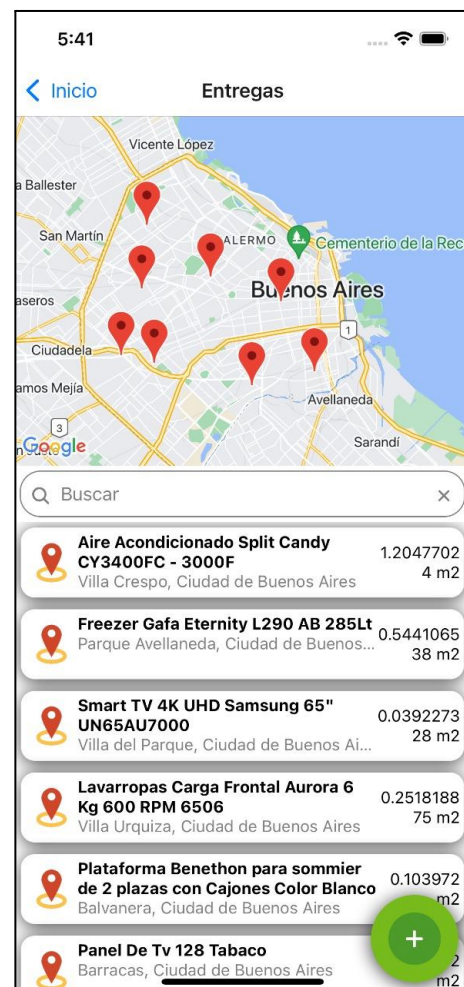 5:41
Inicio
Entregas
Vicente López
a Ballester
San Martín
ALERMO
Cementerio de la Rec
Buenos Aires
aseros
1
Ciudadela
amos Mejía
Avellaneda
3
Google
Sarandí
Buscar
Aire Acondicionado Split Candy
CY3400FC - 3000F
Villa Crespo, Ciudad de Buenos Aires
1.2047702
4 m2
Freezer Gafa Eternity L290 AB 285Lt
Parque Avellaneda, Ciudad de Buenos...
0.5441065
38 m2
Smart TV 4K UHD Samsung 65"
UN65AU7000
Villa del Parque, Ciudad de Buenos Ai...
0.0392273
28 m2
Lavarropas Carga Frontal Aurora 6
Kg 600 RPM 6506
Villa Urquiza, Ciudad de Buenos Aires
0.2518188
75 m2
Plataforma Benethon para sommier
de 2 plazas con Cajones Color Blanco
Balvanera, Ciudad de Buenos Aires
0.103972
m2
Panel De Tv 128 Tabaco
Barracas, Ciudad de Buenos Aires
2
m2
+